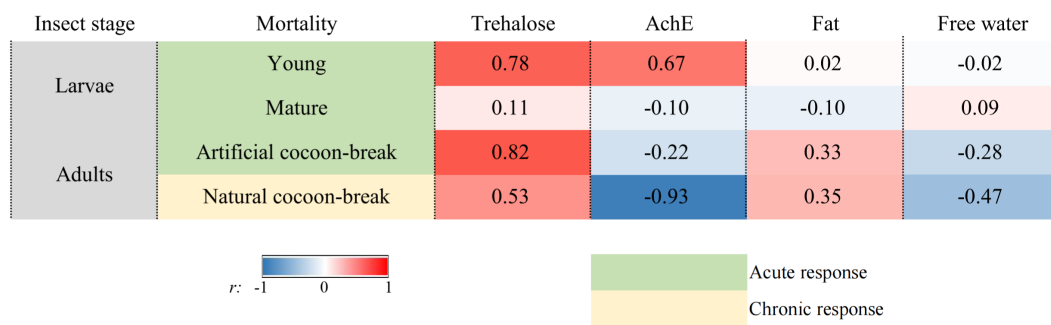 Insect stage Mortality Trehalose AchE Fat Free water
Young 0.78 0.67 0.02 -0.02
Larvae
Mature 0.11 -0.10 -0.10 0.09
Artificial cocoon-break 0.82 -0.22 0.33 -0.28
Adults
Natural cocoon-break 0.53 -0.93 0.35 -0.47
Acute response
r: -1 0 1
Chronic response